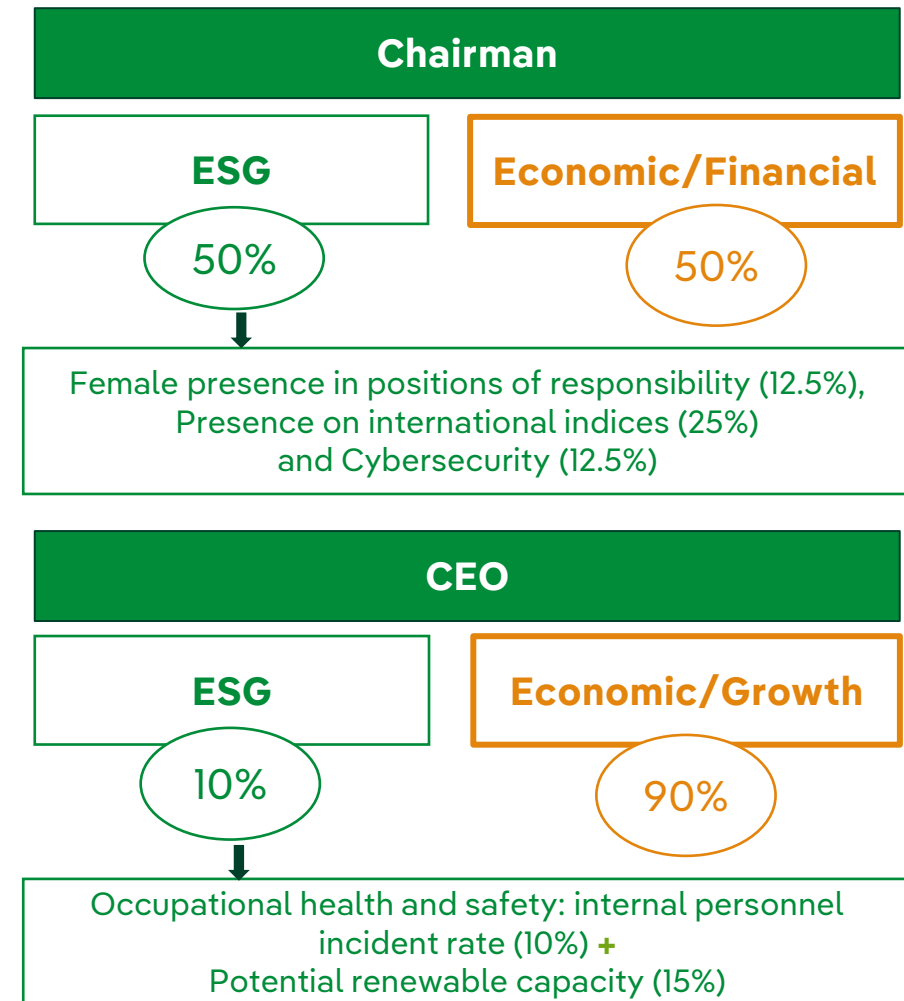 Chairman
ESG
Economic/Financial
50%
50%
Female presence in positions of responsibility (12.5%),
Presence on international indices (25%)
and Cybersecurity (12.5%)
CEO
ESG
Economic/Growth
10%
90%
Occupational health and safety: internal personnel
incident rate (10%) +
Potential renewable capacity (15%)